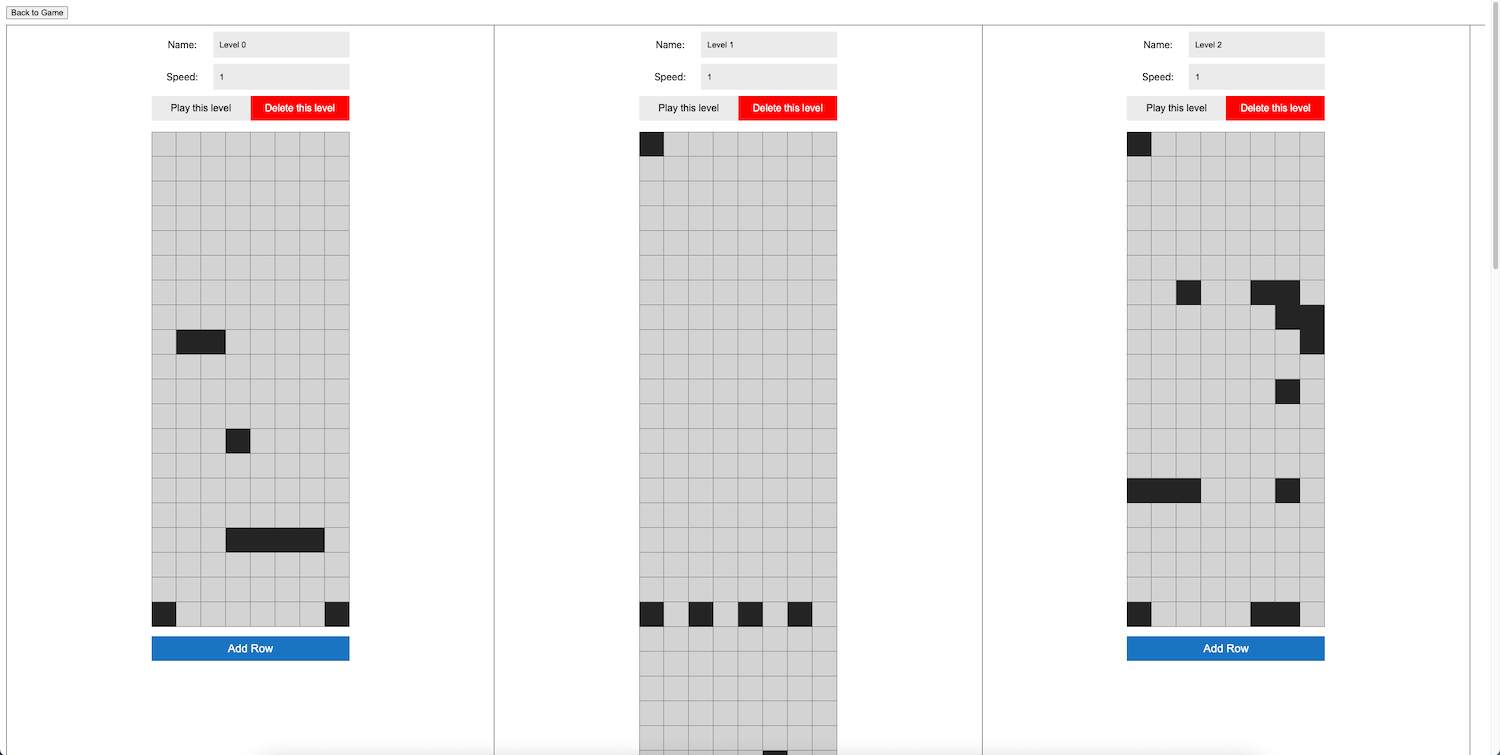 Back to Game
Name: Level 0
Speed: 1
Play this level Delete this level
Add Row
Name: Level 1
Speed: 1
Play this level Delete this level
Name: Level 2
Speed: 1
Play this level Delete this level
Add Row